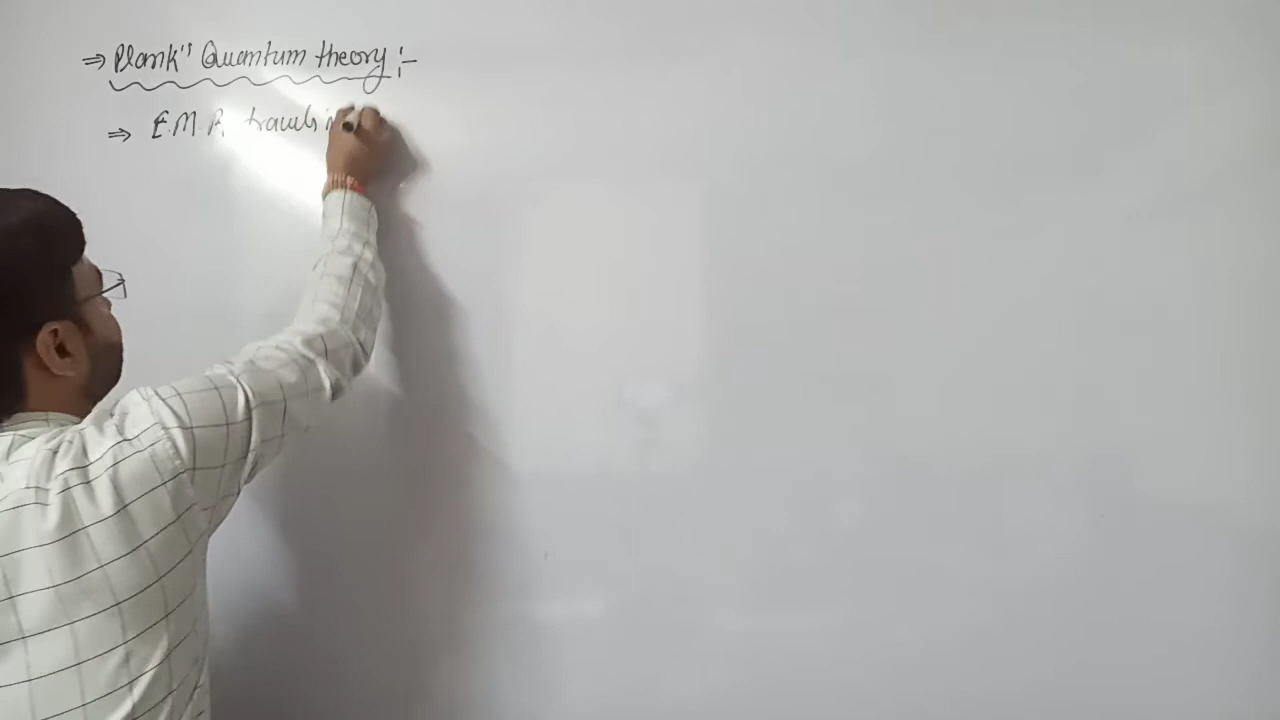 ⇒ Plank's Quantum theory :-
⇒ E.M.R. travels